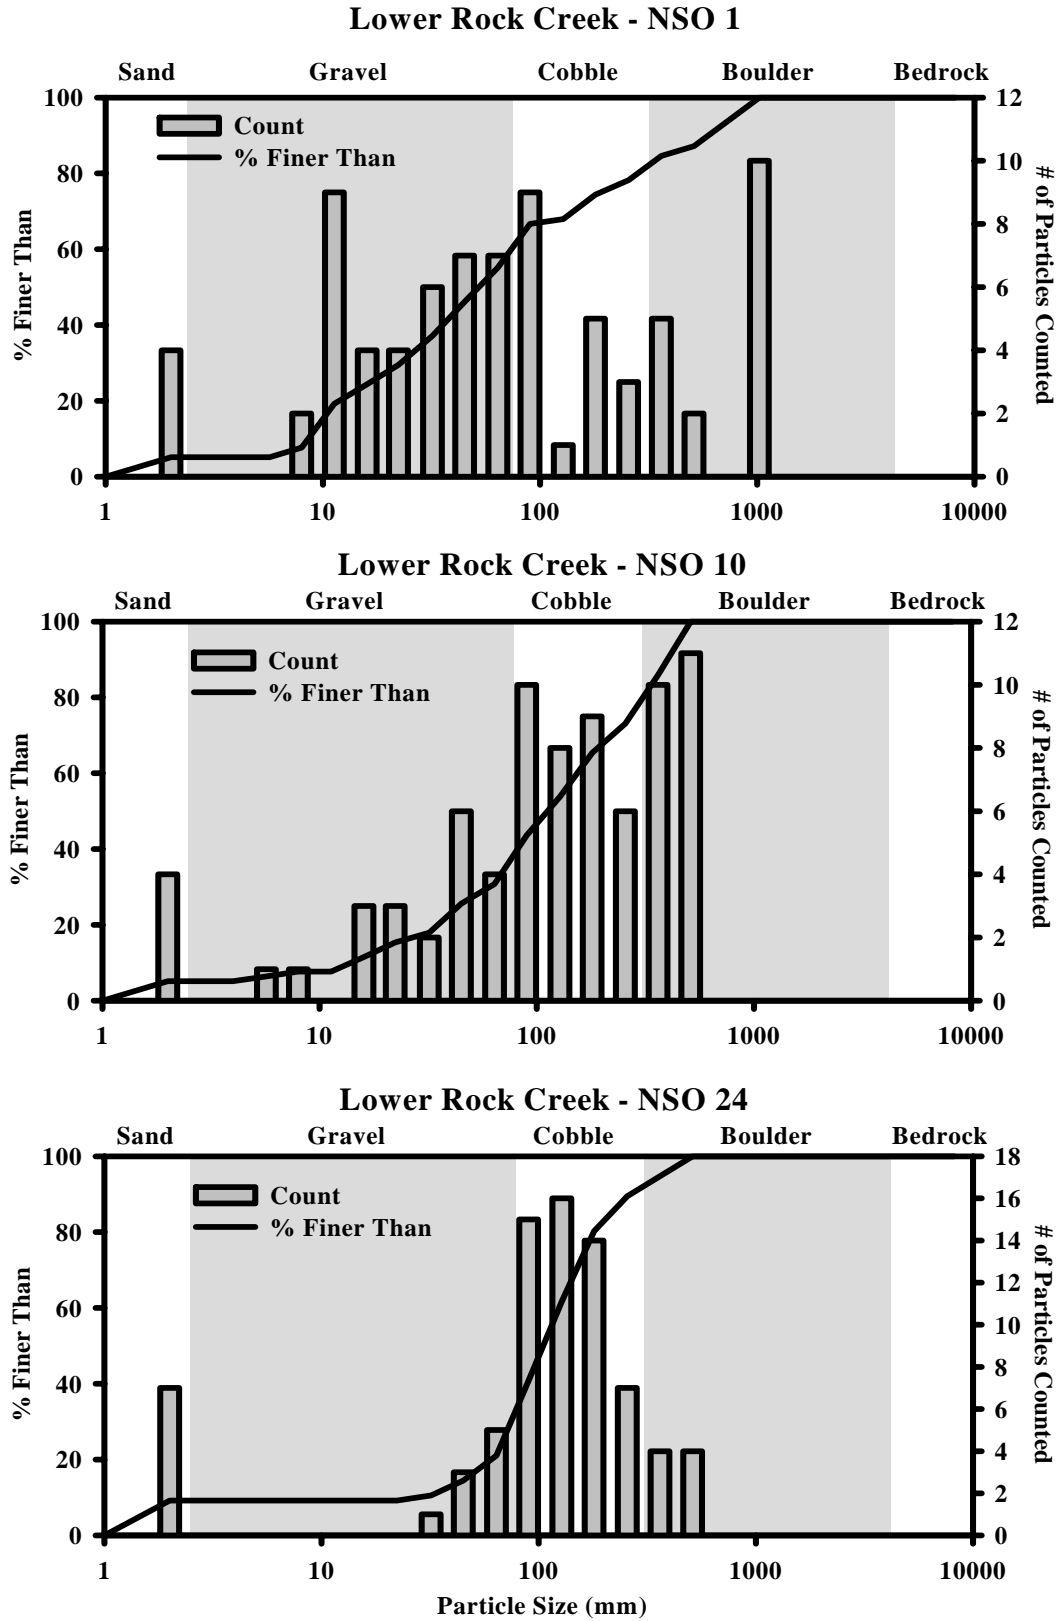 Lower Rock Creek - NSO 1
Sand Gravel Cobble Boulder Bedrock
100 12
Count
% Finer Than
80 10
60 8
40 6
20 4
2
0 0
% Finer Than
# of Particles Counted
1 10 100 1000 10000
Lower Rock Creek - NSO 10
Sand Gravel Cobble Boulder Bedrock
100 12
Count
% Finer Than
80 10
60 8
40 6
20 4
2
0 0
% Finer Than
# of Particles Counted
1 10 100 1000 10000
Lower Rock Creek - NSO 24
Sand Gravel Cobble Boulder Bedrock
100 18
Count
% Finer Than
80 16
14
60 12
10
40 8
6
20 4
2
0 0
% Finer Than
# of Particles Counted
1 10 100 1000 10000
Particle Size (mm)